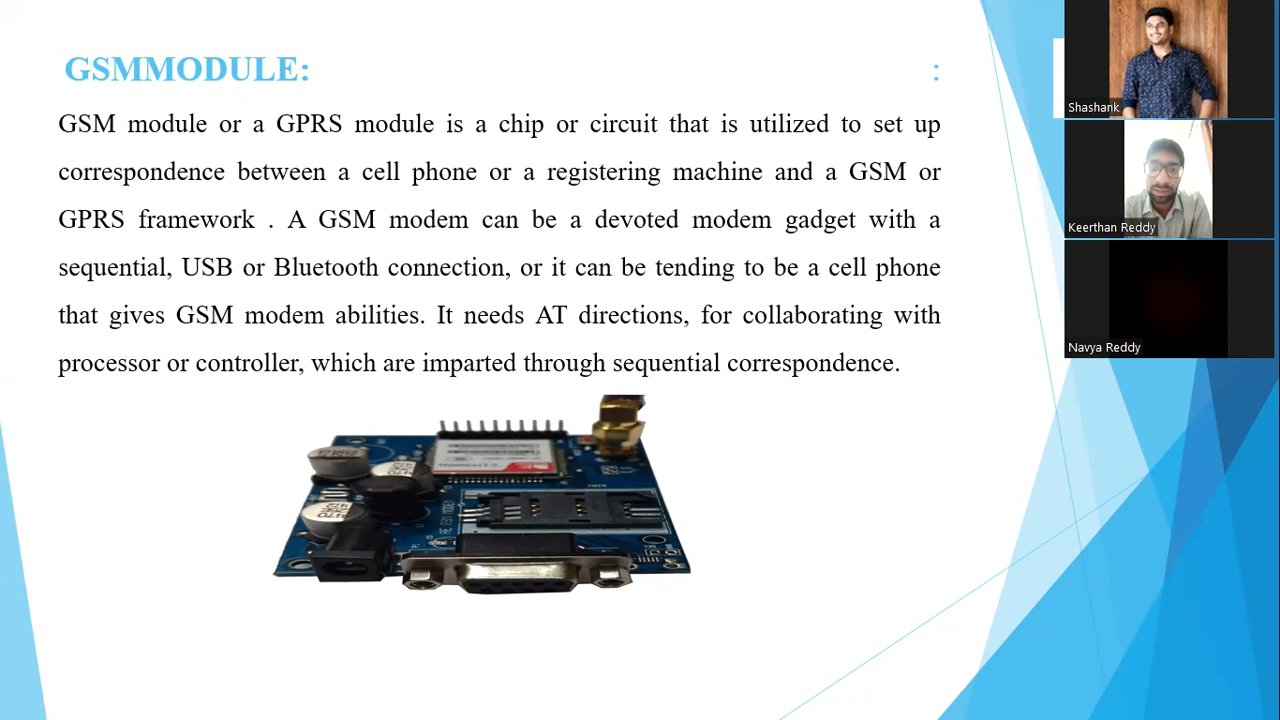 GSMMODULE: :
GSM module or a GPRS module is a chip or circuit that is utilized to set up
correspondence between a cell phone or a registering machine and a GSM or
GPRS framework . A GSM modem can be a devoted modem gadget with a
sequential, USB or Bluetooth connection, or it can be tending to be a cell phone
that gives GSM modem abilities. It needs AT directions, for collaborating with
processor or controller, which are imparted through sequential correspondence.
Shashank
Keerthan Reddy
Navya Reddy